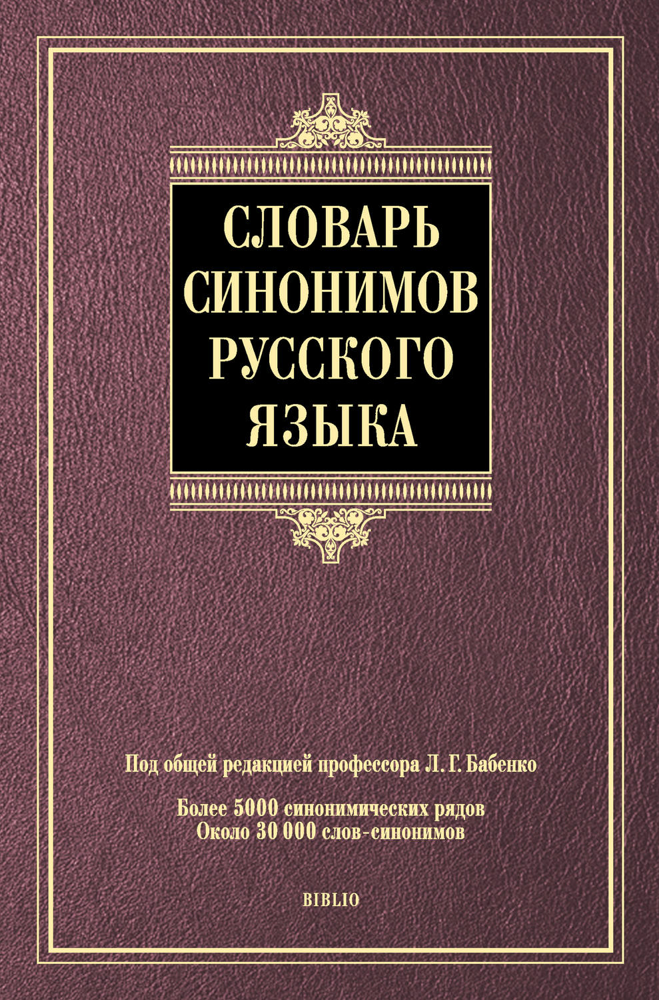 СЛОВАРЬ
СИНОНИМОВ
РУССКОГО
ЯЗЫКА
Под общей редакцией профессора Л. Г. Бабенко
Более 5000 синонимических рядов
Около 30 000 слов-синонимов
BIBLIO